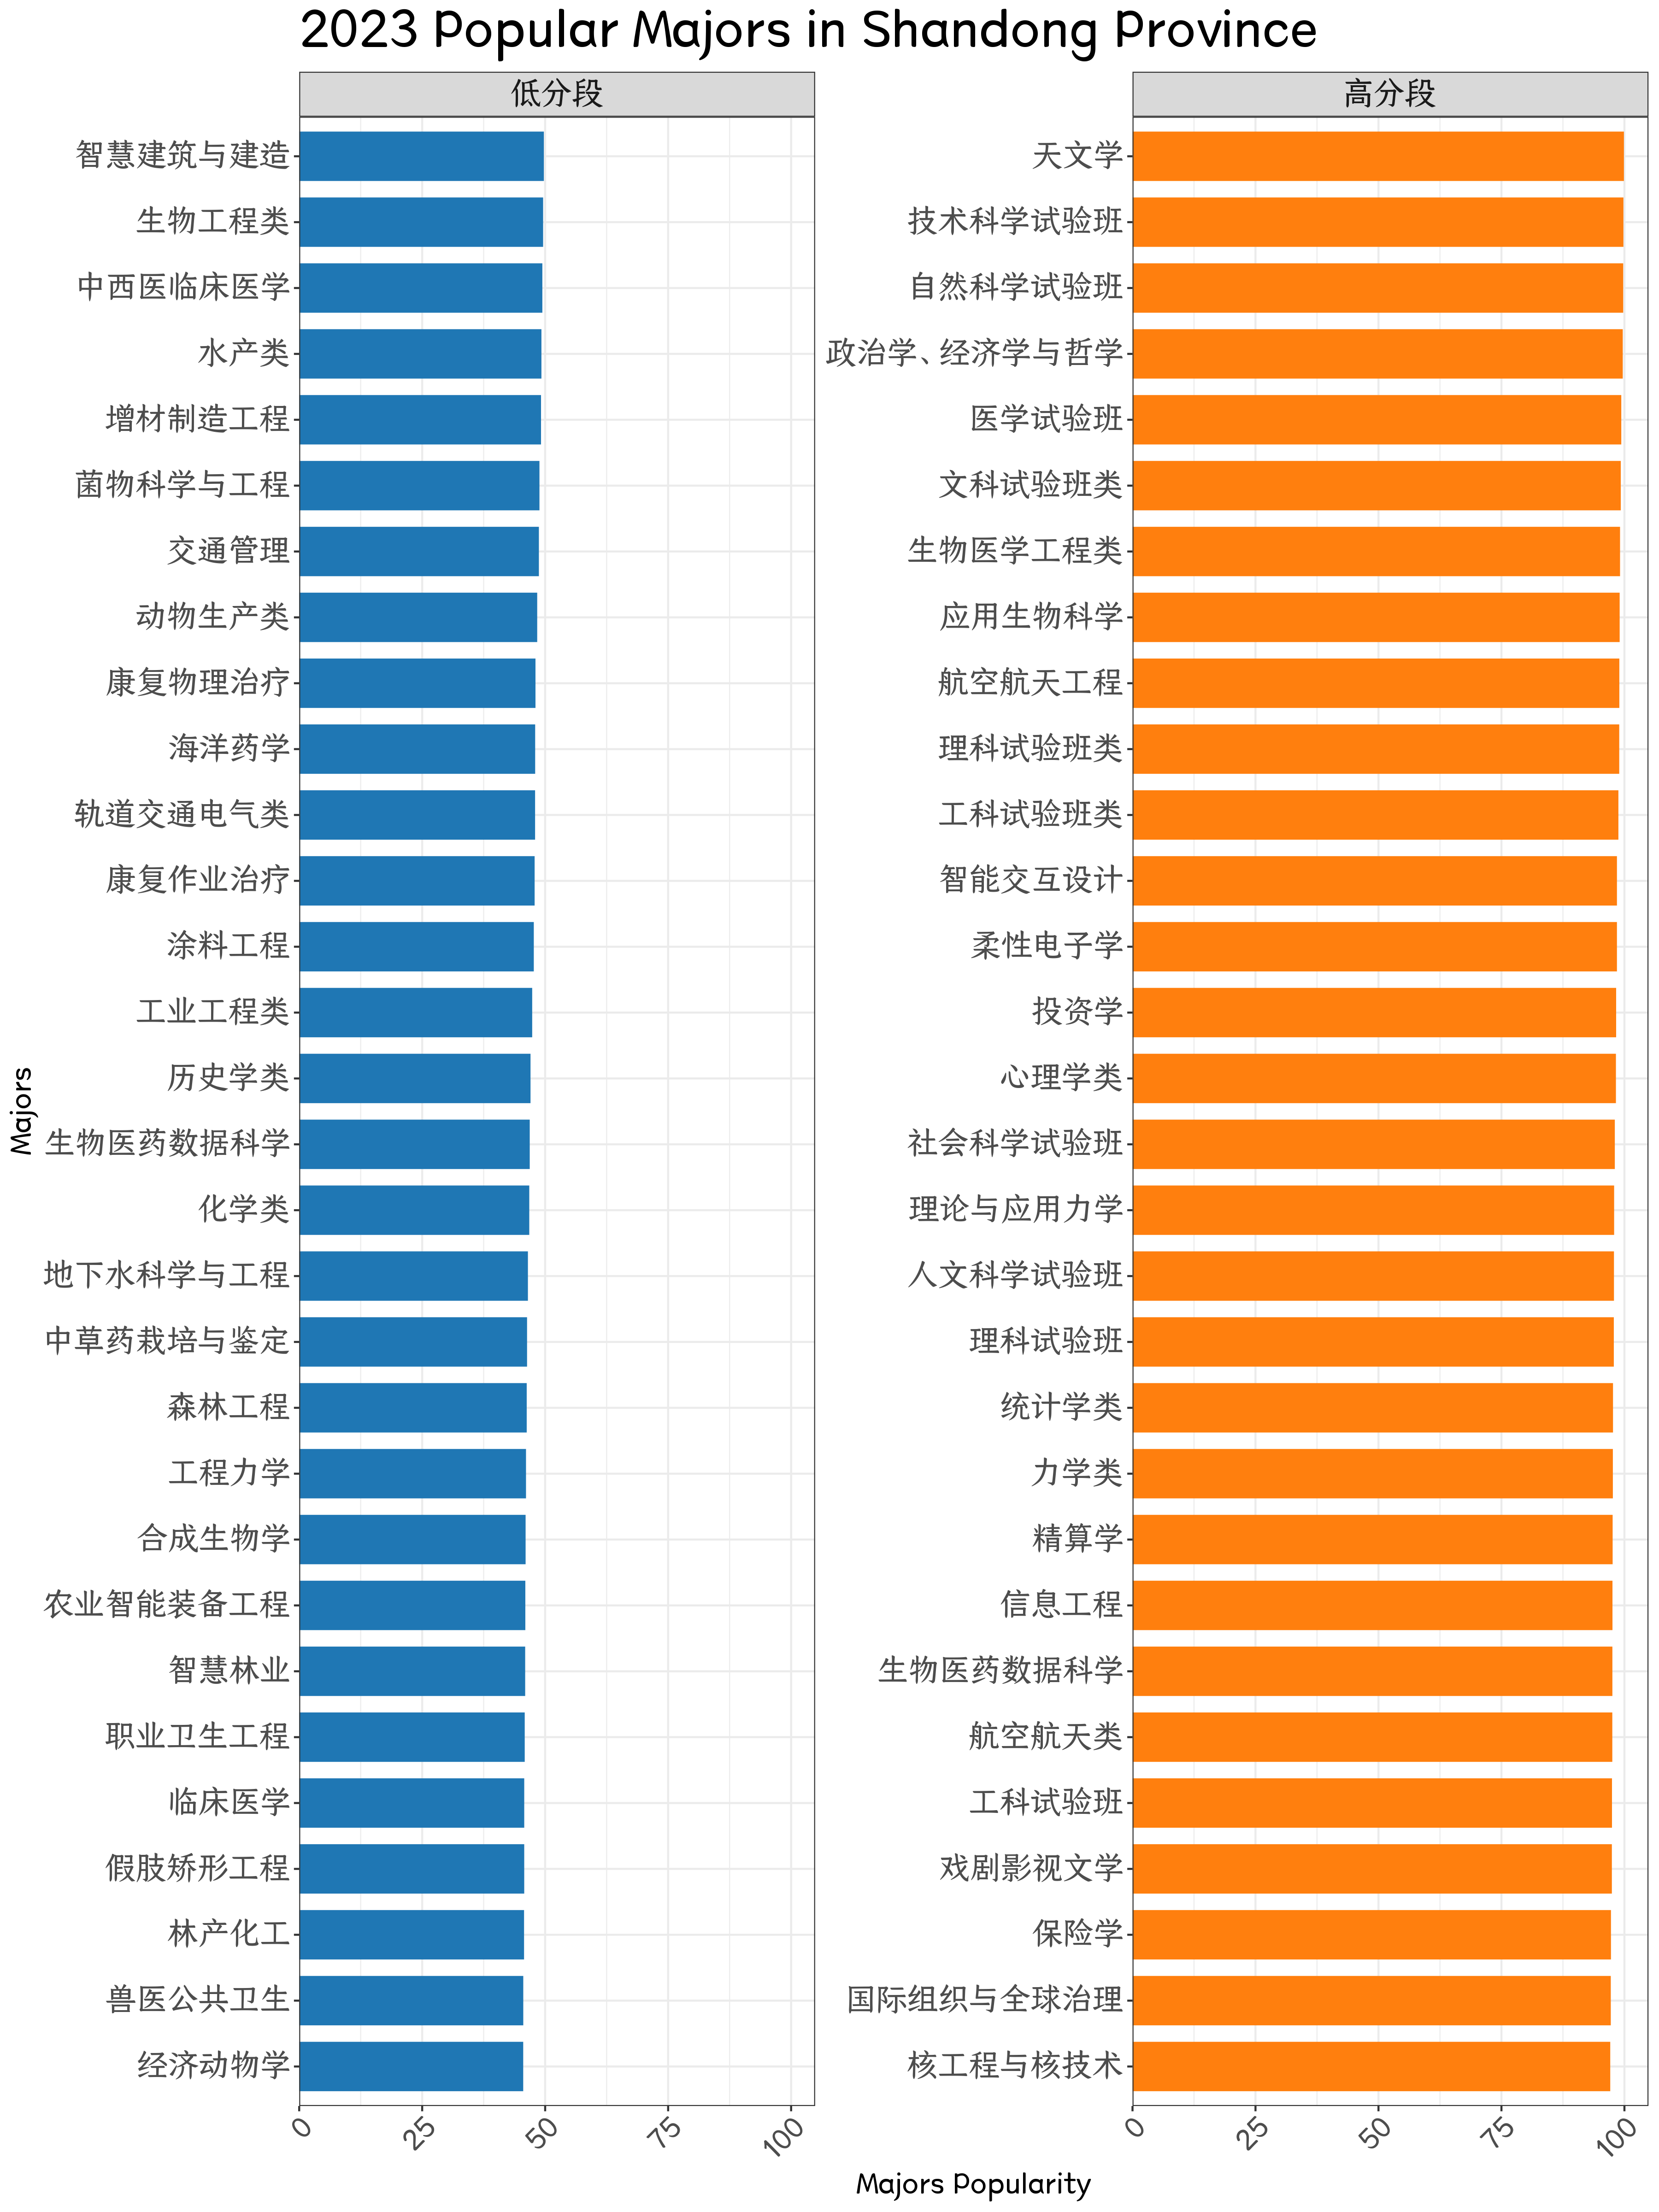 2023 Popular Majors in Shandong Province
低分段
智慧建筑与建造
生物工程类
中西医临床医学
水产类
增材制造工程
菌物科学与工程
交通管理
动物生产类
康复物理治疗
海洋药学
轨道交通电气类
康复作业治疗
涂料工程
工业工程类
历史学类
生物医药数据科学
化学类
地下水科学与工程
中草药栽培与鉴定
森林工程
工程力学
合成生物学
农业智能装备工程
智慧林业
职业卫生工程
临床医学
假肢矫形工程
林产化工
兽医公共卫生
经济动物学
0 25 50 75 100
高分段
天文学
技术科学试验班
自然科学试验班
政治学、经济学与哲学
医学试验班
文科试验班类
生物医学工程类
应用生物科学
航空航天工程
理科试验班类
工科试验班类
智能交互设计
柔性电子学
投资学
心理学类
社会科学试验班
理论与应用力学
人文科学试验班
理科试验班
统计学类
力学类
精算学
信息工程
生物医药数据科学
航空航天类
工科试验班
戏剧影视文学
保险学
国际组织与全球治理
核工程与核技术
0 25 50 75 100
Majors
Majors Popularity